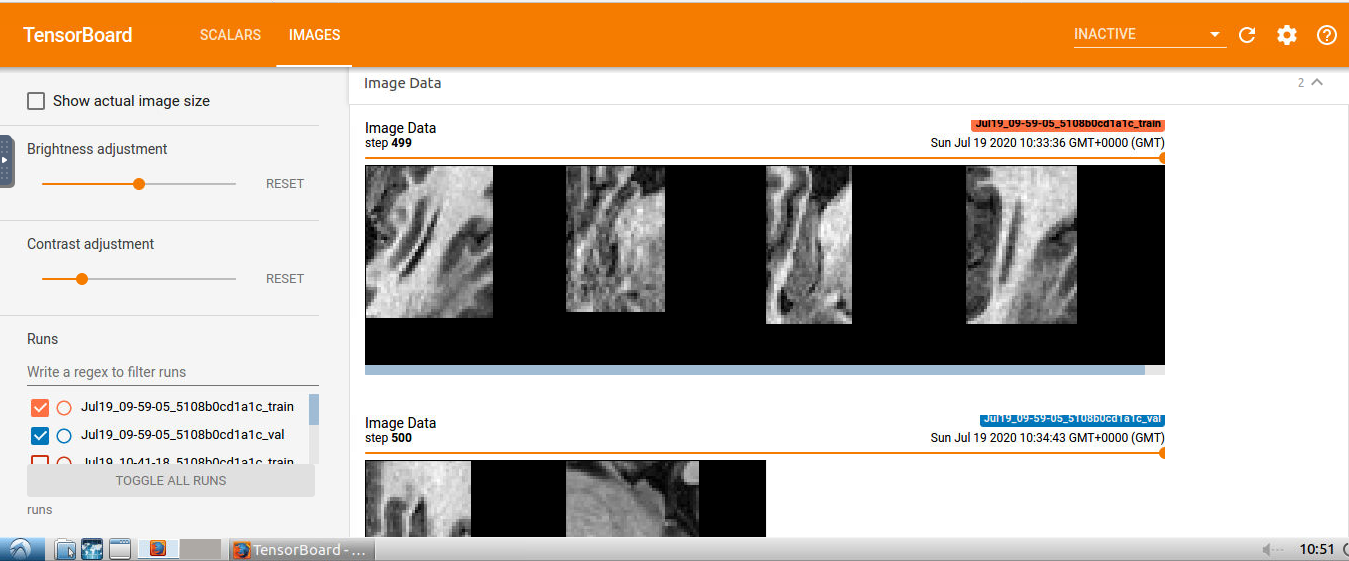 TensorBoard SCALARS IMAGES INACTIVE
Show actual image size
Brightness adjustment
RESET
Contrast adjustment
RESET
Runs
Write a regex to filter runs
Jul19_09-59-05_5108b0cd1a1c_train
Jul19_09-59-05_5108b0cd1a1c_val
Jul19_10-41-18_5108b0cd1a1c_train
TOGGLE ALL RUNS
runs
Image Data 2
Image Data Jul19_09-59-05_5108b0cd1a1c_train
step 499 Sun Jul 19 2020 10:33:36 GMT+0000 (GMT)
Image Data Jul19_09-59-05_5108b0cd1a1c_val
step 500 Sun Jul 19 2020 10:34:43 GMT+0000 (GMT)
TensorBoard - ... 10:51